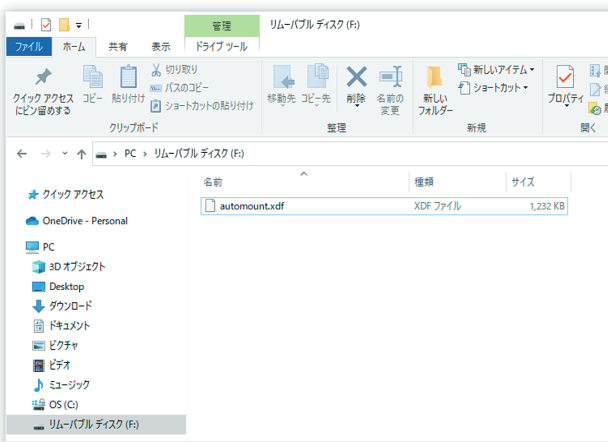 管理
リムーバブル ディスク (F:)
ファイル
ホーム
共有
表示
ドライブ ツール
クイック アクセス
にピン留めする
コピー
貼り付け
切り取り
パスのコピー
ショートカットの貼り付け
クリップボード
移動先
コピー先
削除
名前の
変更
整理
新しい
フォルダー
新しいアイテム
ショートカット
新規
プロパティ
開く
PC
リムーバブル ディスク (F:)
名前
種類
サイズ
automount.xdf
XDF ファイル
1,232 KB
クイック アクセス
OneDrive - Personal
PC
3D オブジェクト
Desktop
ダウンロード
ドキュメント
ピクチャ
ビデオ
ミュージック
OS (C:)
リムーバブル ディスク (F:)